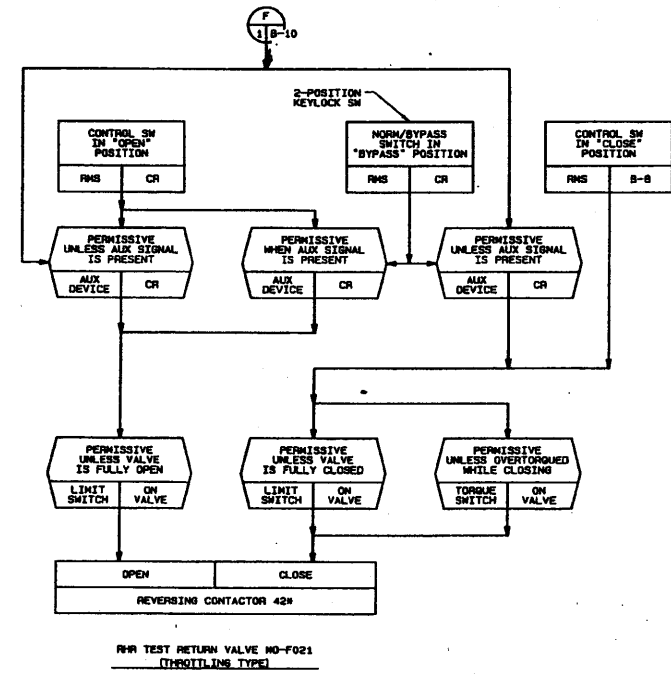 F
1 B-10
2-POSITION
KEYLOCK SW
CONTROL SW
IN "OPEN"
POSITION
RMS CR
NORM/BYPASS
SWITCH IN
"BYPASS" POSITION
RMS CR
CONTROL SW
IN "CLOSE"
POSITION
RMS B-8
PERMISSIVE
UNLESS AUX SIGNAL
IS PRESENT
AUX
DEVICE
CR
PERMISSIVE
WHEN AUX SIGNAL
IS PRESENT
AUX
DEVICE
CR
PERMISSIVE
UNLESS AUX SIGNAL
IS PRESENT
AUX
DEVICE
CR
PERMISSIVE
UNLESS VALVE
IS FULLY OPEN
LIMIT
SWITCH
ON
VALVE
PERMISSIVE
UNLESS VALVE
IS FULLY CLOSED
LIMIT
SWITCH
ON
VALVE
PERMISSIVE
UNLESS OVERTORQUED
WHILE CLOSING
TORQUE
SWITCH
ON
VALVE
OPEN CLOSE
REVERSING CONTACTOR 42*
RHR TEST RETURN VALVE MO-F021
(THROTTLING TYPE)